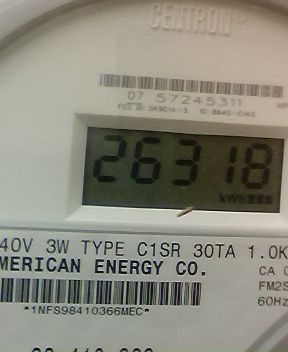 CENTRON®
07 57245311
26318
kWh
40V 3W TYPE C1SR 30TA 1.0K
MERICAN ENERGY CO.
CA 0
FM2S
60Hz
*1NFS98410366MEC*